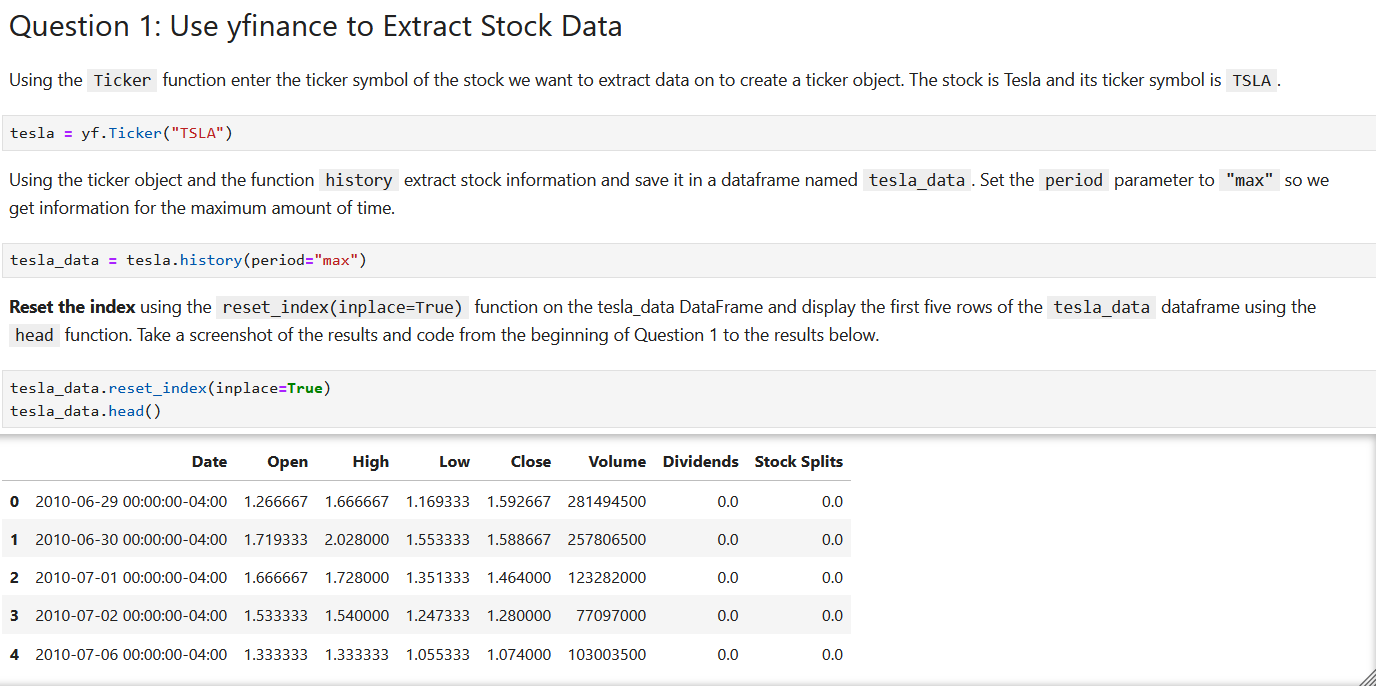 Question 1: Use yfinance to Extract Stock Data
Using the Ticker function enter the ticker symbol of the stock we want to extract data on to create a ticker object. The stock is Tesla and its ticker symbol is TSLA.
tesla = yf.Ticker("TSLA")
Using the ticker object and the function history extract stock information and save it in a dataframe named tesla_data. Set the period parameter to "max" so we
get information for the maximum amount of time.
tesla_data = tesla.history(period="max")
Reset the index using the reset_index(inplace=True) function on the tesla_data DataFrame and display the first five rows of the tesla_data dataframe using the
head function. Take a screenshot of the results and code from the beginning of Question 1 to the results below.
tesla_data.reset_index(inplace=True)
tesla_data.head()
Date Open High Low Close Volume Dividends Stock Splits
0 2010-06-29 00:00:00-04:00 1.266667 1.666667 1.169333 1.592667 281494500 0.0 0.0
1 2010-06-30 00:00:00-04:00 1.719333 2.028000 1.553333 1.588667 257806500 0.0 0.0
2 2010-07-01 00:00:00-04:00 1.666667 1.728000 1.351333 1.464000 123282000 0.0 0.0
3 2010-07-02 00:00:00-04:00 1.533333 1.540000 1.247333 1.280000 77097000 0.0 0.0
4 2010-07-06 00:00:00-04:00 1.333333 1.333333 1.055333 1.074000 103003500 0.0 0.0